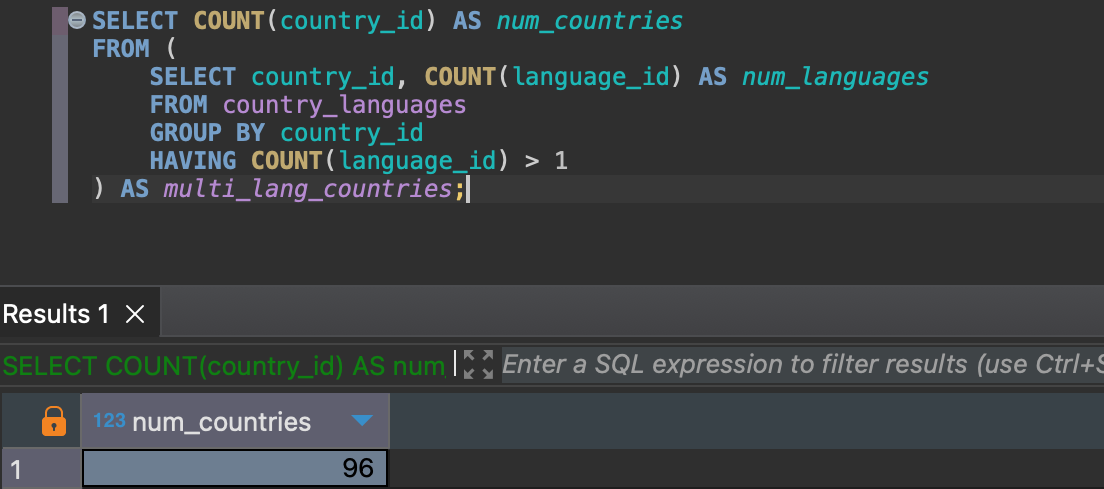 SELECT COUNT(country_id) AS num_countries
FROM (
    SELECT country_id, COUNT(language_id) AS num_languages
    FROM country_languages
    GROUP BY country_id
    HAVING COUNT(language_id) > 1
) AS multi_lang_countries;
Results 1
SELECT COUNT(country_id) AS num Enter a SQL expression to filter results (use Ctrl+S
123 num_countries
1 96